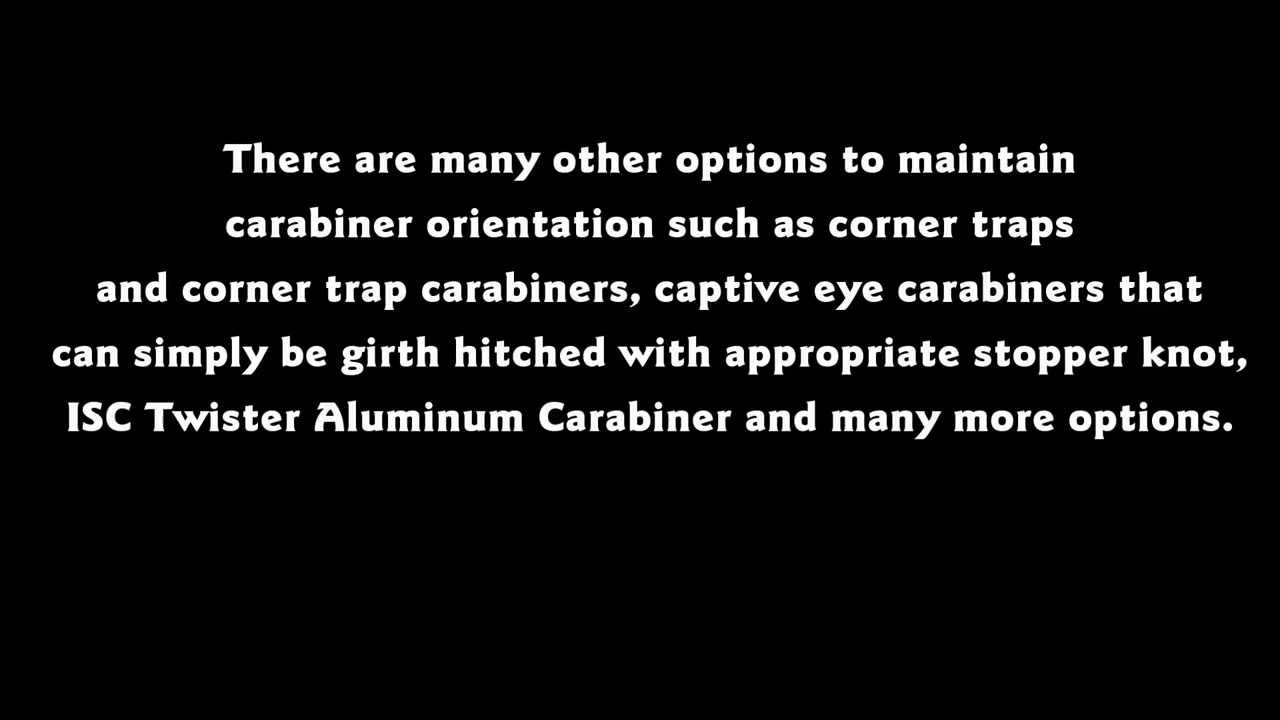 There are many other options to maintain
carabiner orientation such as corner traps
and corner trap carabiners, captive eye carabiners that
can simply be girth hitched with appropriate stopper knot,
ISC Twister Aluminum Carabiner and many more options.